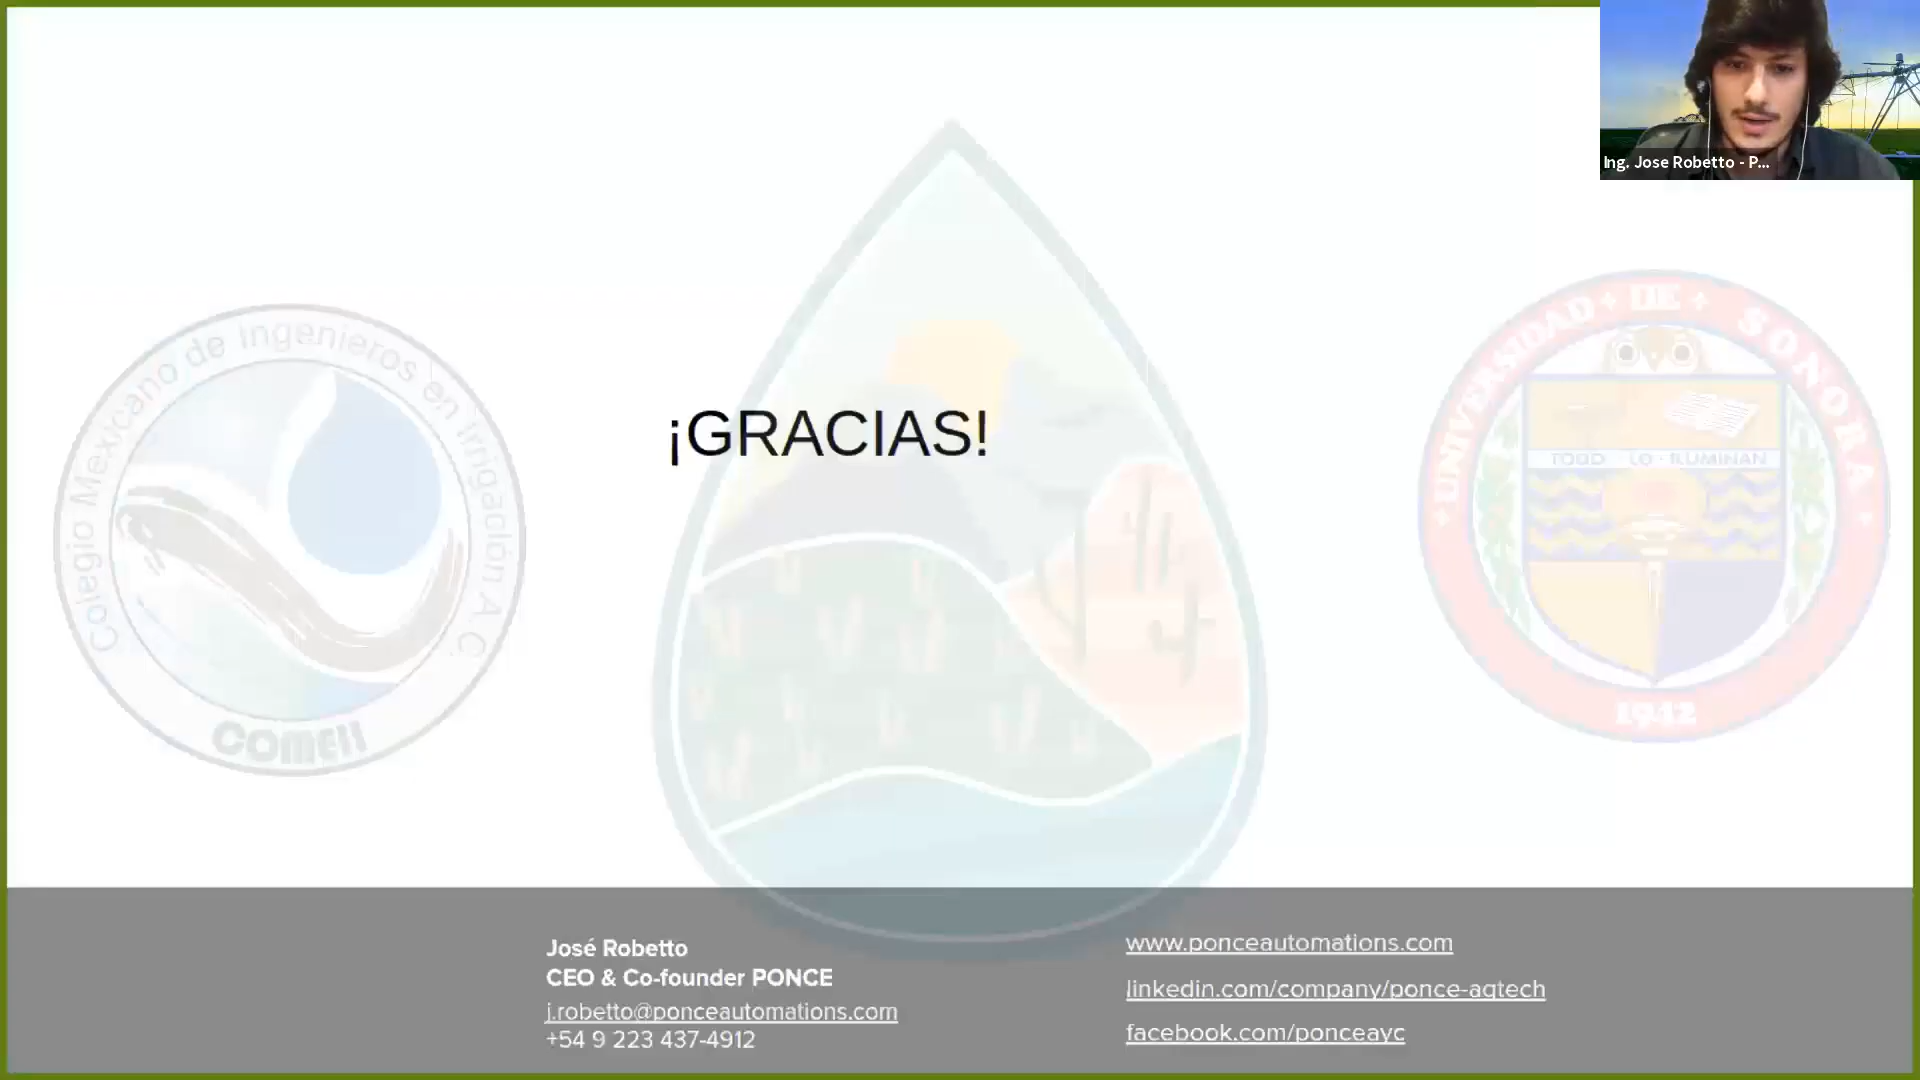 Ing. Jose Robetto - P...
Colegio Mexicano de Ingenieros en Irrigación A.C.
COMEII
¡GRACIAS!
UNIVERSIDAD DE SONORA
TODO LO ILUMINAN
1942
José Robetto
CEO & Co-founder PONCE
j.robetto@ponceautomations.com
+54 9 223 437-4912
www.ponceautomations.com
linkedin.com/company/ponce-agtech
facebook.com/ponceayc